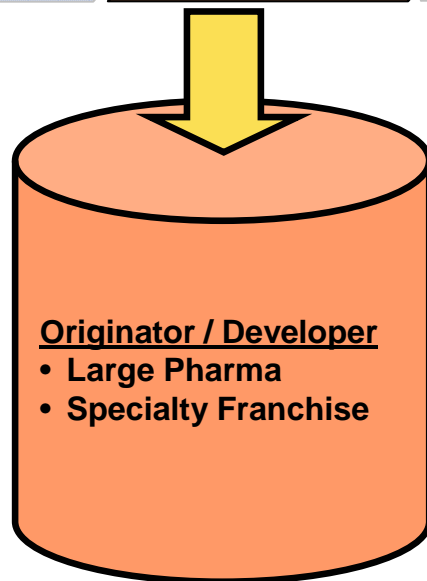 Originator / Developer
• Large Pharma
• Specialty Franchise